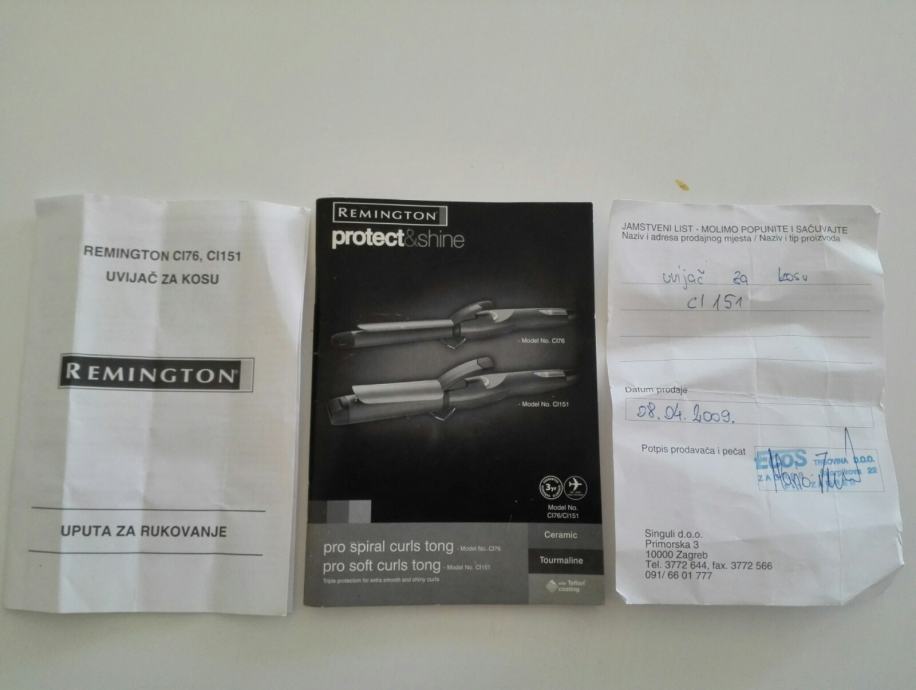 REMINGTON CI76, CI151
UVIJAČ ZA KOSU
REMINGTON
UPUTA ZA RUKOVANJE
REMINGTON
protect&shine
- Model No. CI76
- Model No. CI151
3yr
Model No.
CI76/CI151
Ceramic
Tourmaline
with Teflon
coating
pro spiral curls tong - Model No. CI76
pro soft curls tong - Model No. CI151
Triple protection for extra smooth and shiny curls
JAMSTVENI LIST - MOLIMO POPUNITE I SAČUVAJTE
Naziv i adresa prodajnog mjesta / Naziv i tip proizvoda
uvijač za kosu
CI 151
Datum prodaje
08.04.2009.
Potpis prodavača i pečat
TRGOVINA D.O.O.
22
Singuli d.o.o.
Primorska 3
10000 Zagreb
Tel. 3772 644, fax. 3772 566
091/ 66 01 777